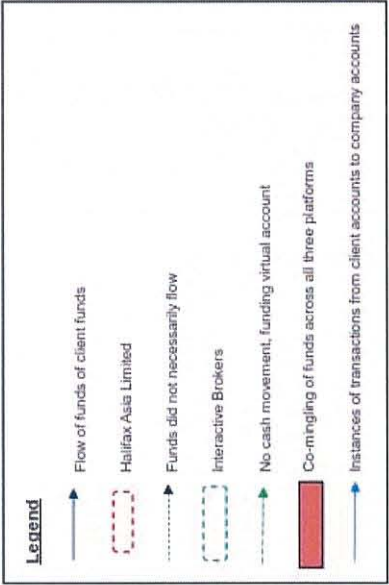 Legend
Flow of funds of client funds
Halifax Asia Limited
Funds did not necessarily flow
Interactive Brokers
No cash movement, funding virtual account
Co-mingling of funds across all three platforms
Instances of transactions from client accounts to company accounts